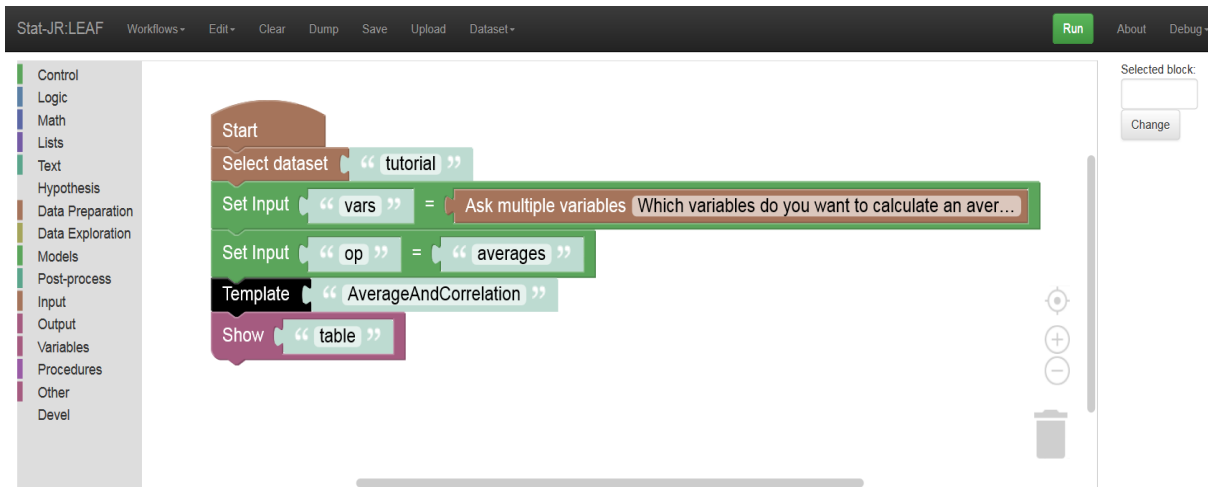 Stat-JR:LEAF Workflows Edit Clear Dump Save Upload Dataset Run About Debug
Control
Logic
Math
Lists
Text
Hypothesis
Data Preparation
Data Exploration
Models
Post-process
Input
Output
Variables
Procedures
Other
Devel
Start
Select dataset “ tutorial ”
Set Input “ vars ” = Ask multiple variables Which variables do you want to calculate an aver...
Set Input “ op ” = “ averages ”
Template “ AverageAndCorrelation ”
Show “ table ”
Selected block:
Change